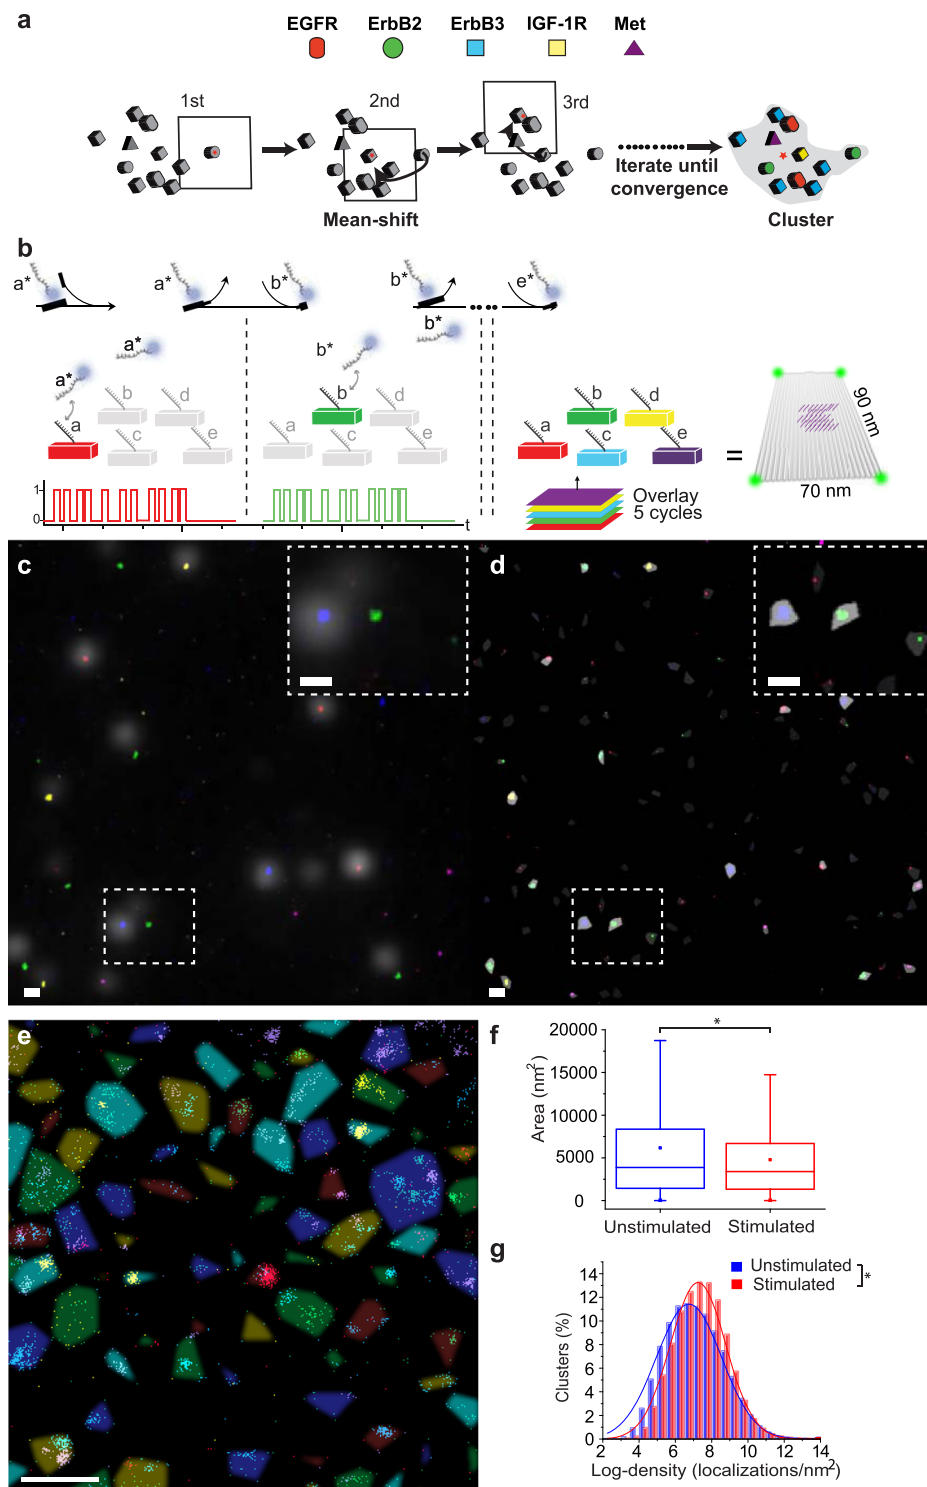 a
EGFR ErbB2 ErbB3 IGF-1R Met
1st 2nd 3rd
Iterate until
convergence
Mean-shift Cluster
b
a* a* b* b* e*
a* b* b*
a*
b d b d b d
a c e a c e a c e
= 90 nm
70 nm
1
0
t
Overlay
5 cycles
c d
e
f
*
20000
15000
10000
5000
0
Area (nm2)
Unstimulated Stimulated
g
Unstimulated
Stimulated
*
14
12
10
8
6
4
2
0
Clusters (%)
2 4 6 8 10 12 14
Log-density (localizations/nm2)